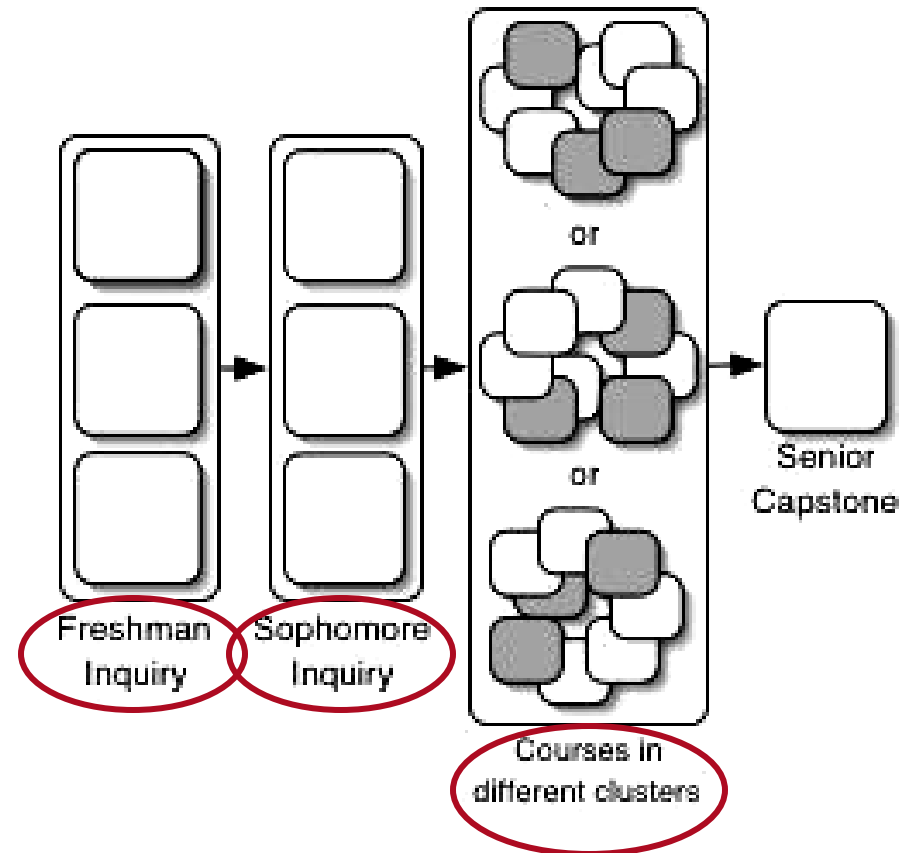 or
or
Senior
Capstone
Freshman
Inquiry
Sophomore
Inquiry
Courses in
different clusters